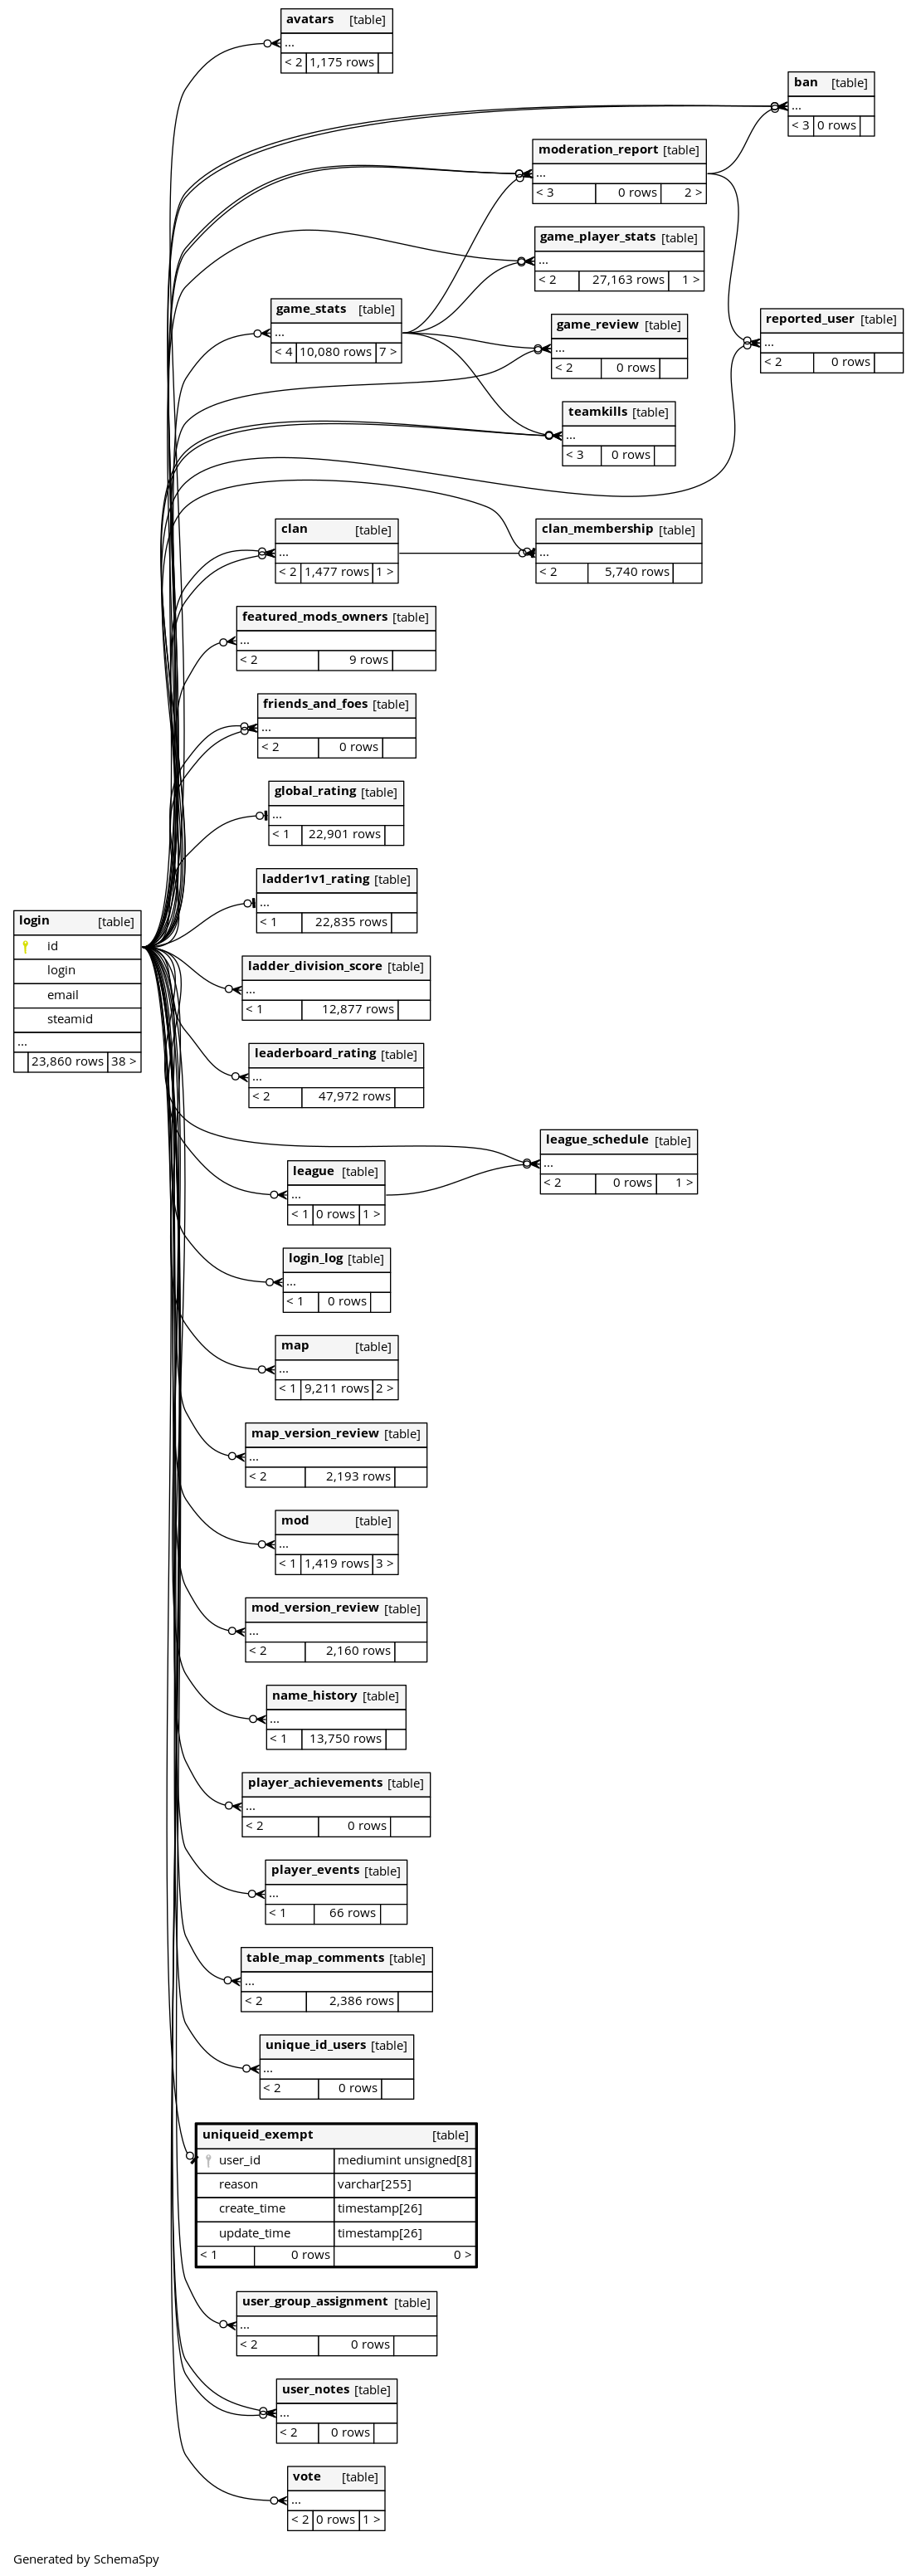 avatars [table]
...
< 2 1,175 rows
ban [table]
...
< 3 0 rows
moderation_report [table]
...
< 3 0 rows 2 >
game_player_stats [table]
...
< 2 27,163 rows 1 >
game_stats [table]
...
< 4 10,080 rows 7 >
game_review [table]
...
< 2 0 rows
reported_user [table]
...
< 2 0 rows
teamkills [table]
...
< 3 0 rows
clan [table]
...
< 2 1,477 rows 1 >
clan_membership [table]
...
< 2 5,740 rows
featured_mods_owners [table]
...
< 2 9 rows
friends_and_foes [table]
...
< 2 0 rows
global_rating [table]
...
< 1 22,901 rows
ladder1v1_rating [table]
...
< 1 22,835 rows
login [table]
id
login
email
steamid
...
23,860 rows 38 >
ladder_division_score [table]
...
< 1 12,877 rows
leaderboard_rating [table]
...
< 2 47,972 rows
league_schedule [table]
...
< 2 0 rows 1 >
league [table]
...
< 1 0 rows 1 >
login_log [table]
...
< 1 0 rows
map [table]
...
< 1 9,211 rows 2 >
map_version_review [table]
...
< 2 2,193 rows
mod [table]
...
< 1 1,419 rows 3 >
mod_version_review [table]
...
< 2 2,160 rows
name_history [table]
...
< 1 13,750 rows
player_achievements [table]
...
< 2 0 rows
player_events [table]
...
< 1 66 rows
table_map_comments [table]
...
< 2 2,386 rows
unique_id_users [table]
...
< 2 0 rows
uniqueid_exempt [table]
user_id mediumint unsigned[8]
reason varchar[255]
create_time timestamp[26]
update_time timestamp[26]
< 1 0 rows 0 >
user_group_assignment [table]
...
< 2 0 rows
user_notes [table]
...
< 2 0 rows
vote [table]
...
< 2 0 rows 1 >
Generated by SchemaSpy